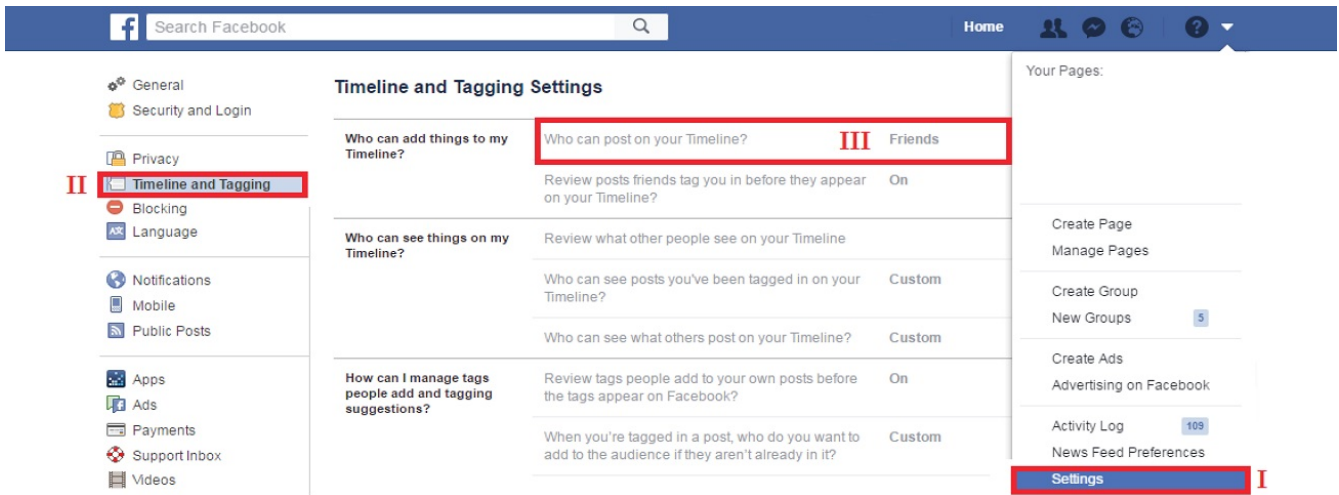 f Search Facebook Home ?
General
Security and Login
Privacy
II Timeline and Tagging
Blocking
Language
Notifications
Mobile
Public Posts
Apps
Ads
Payments
Support Inbox
Videos
Timeline and Tagging Settings
Who can add things to my
Timeline?
Who can post on your Timeline? III Friends
Review posts friends tag you in before they appear On
on your Timeline?
Who can see things on my
Timeline?
Review what other people see on your Timeline
Who can see posts you've been tagged in on your Custom
Timeline?
Who can see what others post on your Timeline? Custom
How can I manage tags
people add and tagging
suggestions?
Review tags people add to your own posts before On
the tags appear on Facebook?
When you're tagged in a post, who do you want to Custom
add to the audience if they aren't already in it?
Your Pages:
Create Page
Manage Pages
Create Group
New Groups 5
Create Ads
Advertising on Facebook
Activity Log 109
News Feed Preferences
Settings I